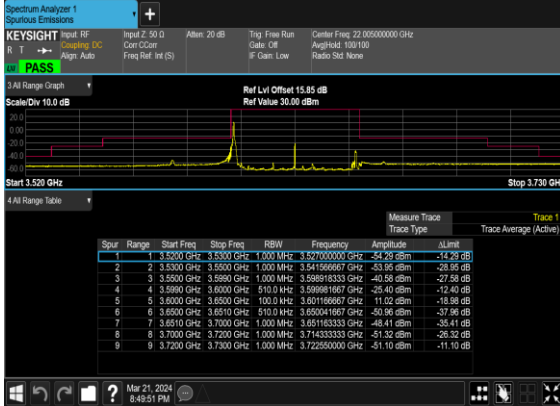 Spectrum Analyzer 1
Spurious Emissions
+
KEYSIGHT Input: RF Input Z: 50 Ω Atten: 20 dB Trig: Free Run Center Freq: 22.005000000 GHz
R T Coupling: DC Corr CCorr Gate: Off Avg|Hold: 100/100
Align: Auto Freq Ref: Int (S) IF Gain: Low Radio Std: None
PASS
3 All Range Graph
Ref Lvl Offset 15.85 dB
Scale/Div 10.0 dB Ref Value 30.00 dBm
20.0
0.00
-20.0
-40.0
-60.0
Start 3.520 GHz Stop 3.730 GH
4 All Range Table
Measure Trace Trace 1
Trace Type Trace Average (Active)
Spur Range Start Freq Stop Freq RBW Frequency Amplitude ΔLimit
1 1 3.5200 GHz 3.5300 GHz 1.000 MHz 3.527000000 GHz -54.29 dBm -14.29 dB
2 2 3.5300 GHz 3.5500 GHz 1.000 MHz 3.541566667 GHz -53.95 dBm -28.95 dB
3 3 3.5500 GHz 3.5990 GHz 1.000 MHz 3.598918333 GHz -40.58 dBm -27.58 dB
4 4 3.5990 GHz 3.6000 GHz 510.0 kHz 3.599981667 GHz -25.40 dBm -12.40 dB
5 5 3.6000 GHz 3.6500 GHz 100.0 kHz 3.601166667 GHz 11.02 dBm -18.98 dB
6 6 3.6500 GHz 3.6510 GHz 510.0 kHz 3.650041667 GHz -50.96 dBm -37.96 dB
7 7 3.6510 GHz 3.7000 GHz 1.000 MHz 3.651163333 GHz -48.41 dBm -35.41 dB
8 8 3.7000 GHz 3.7200 GHz 1.000 MHz 3.714333333 GHz -51.32 dBm -26.32 dB
9 9 3.7200 GHz 3.7300 GHz 1.000 MHz 3.722550000 GHz -51.10 dBm -11.10 dB
? Mar 21, 2024
8:49:51 PM